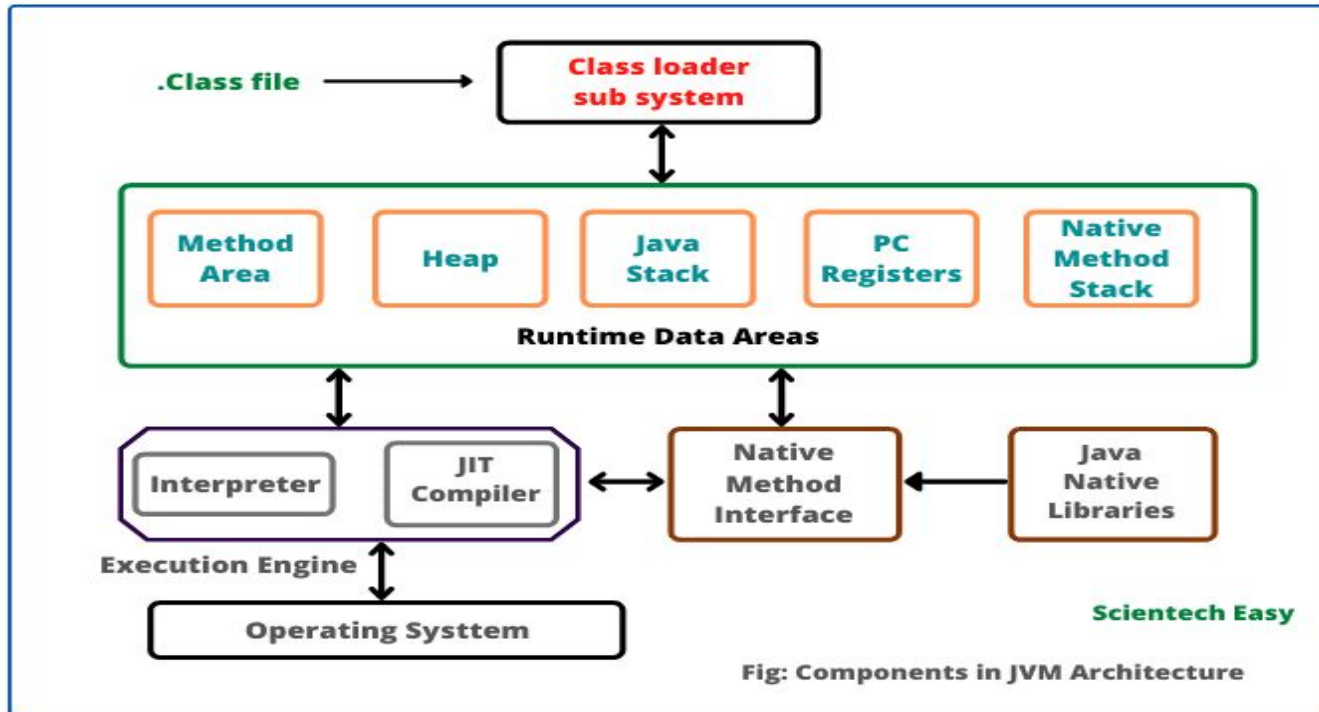 .Class file
Class loader
sub system
Method
Area
Heap
Java
Stack
PC
Registers
Native
Method
Stack
Runtime Data Areas
Interpreter
JIT
Compiler
Native
Method
Interface
Java
Native
Libraries
Execution Engine
Operating Systtem
Scientech Easy
Fig: Components in JVM Architecture